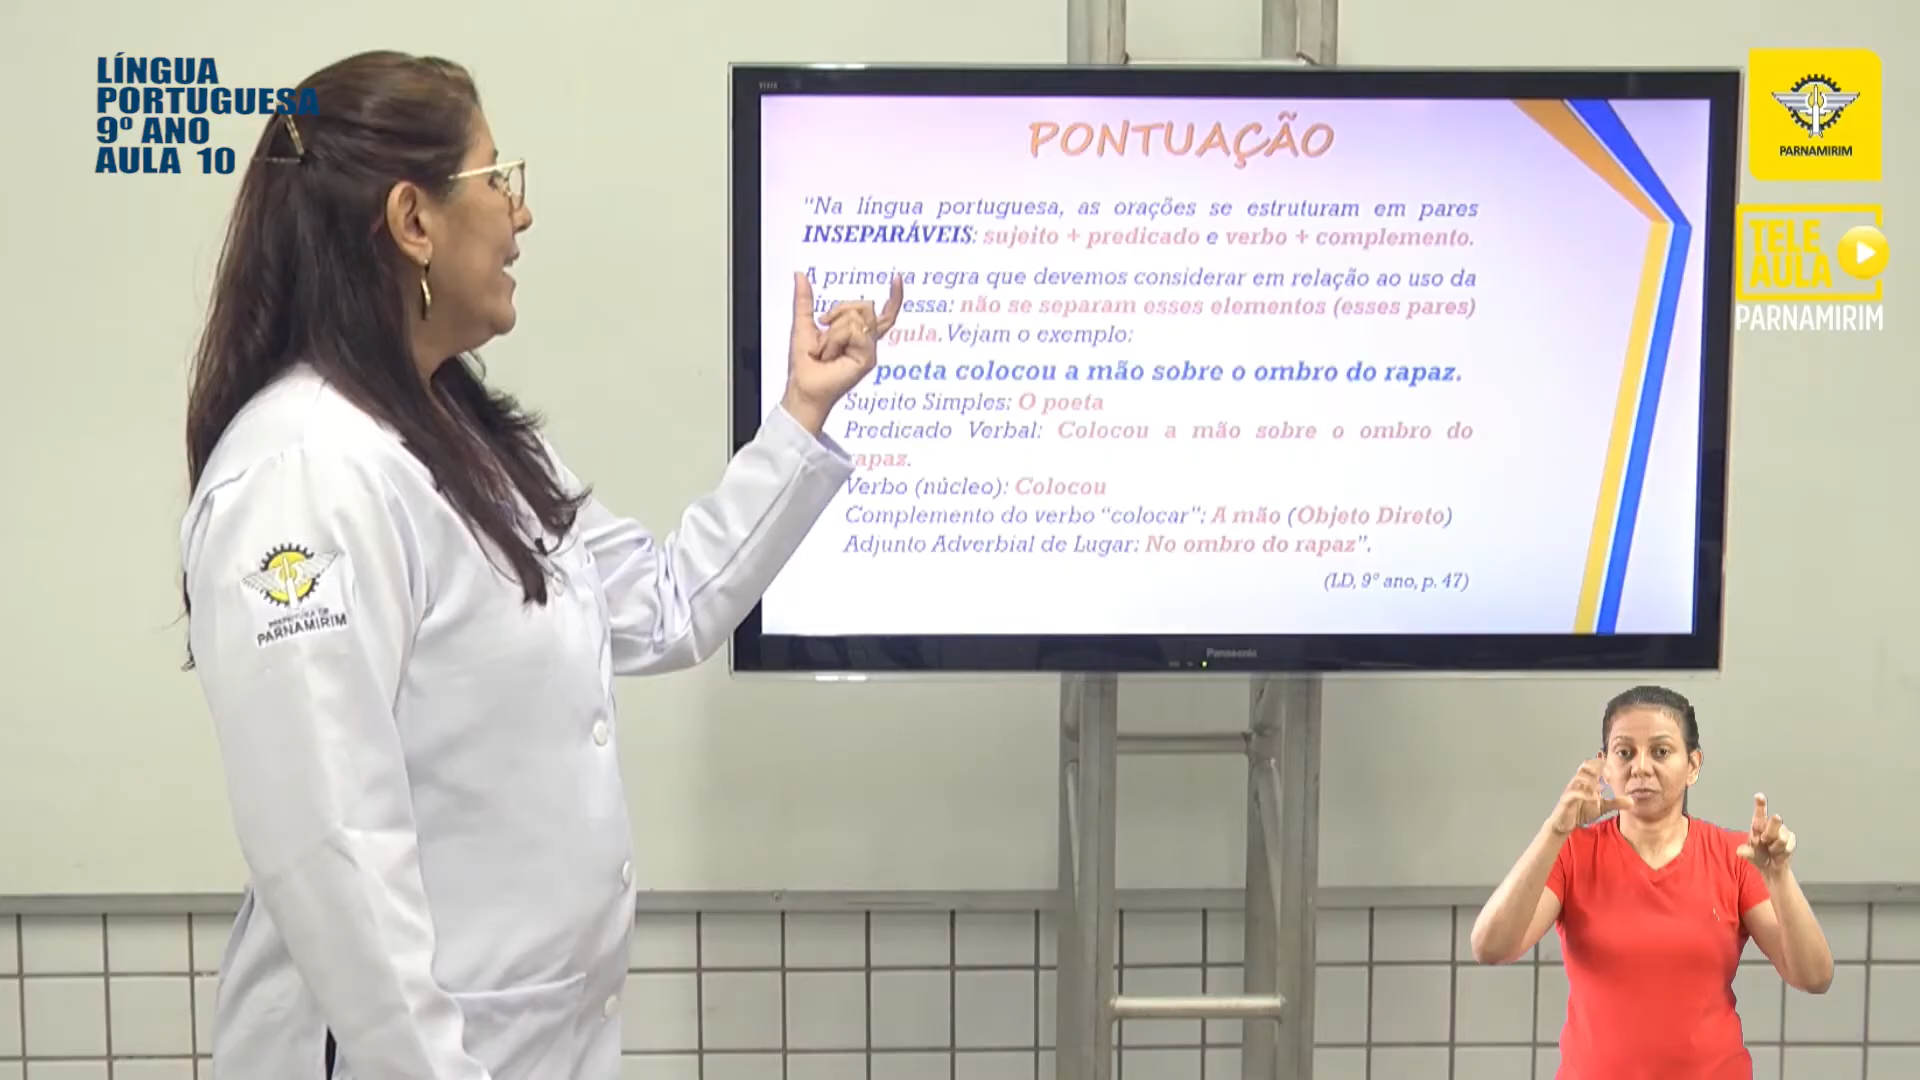 LÍNGUA
PORTUGUESA
9º ANO
AULA 10
PONTUAÇÃO
"Na língua portuguesa, as orações se estruturam em pares
INSEPARÁVEIS: sujeito + predicado e verbo + complemento.
A primeira regra que devemos considerar em relação ao uso da
essa: não se separam esses elementos (esses pares)
gula. Vejam o exemplo:
poeta colocou a mão sobre o ombro do rapaz.
Sujeito Simples: O poeta
Predicado Verbal: Colocou a mão sobre o ombro do
rapaz.
Verbo (núcleo): Colocou
Complemento do verbo "colocar": A mão (Objeto Direto)
Adjunto Adverbial de Lugar: No ombro do rapaz".
(LD, 9º ano, p. 47)
Panasonic
PARNAMIRIM
TELE
AULA
PARNAMIRIM
PREFEITURA DE
PARNAMIRIM